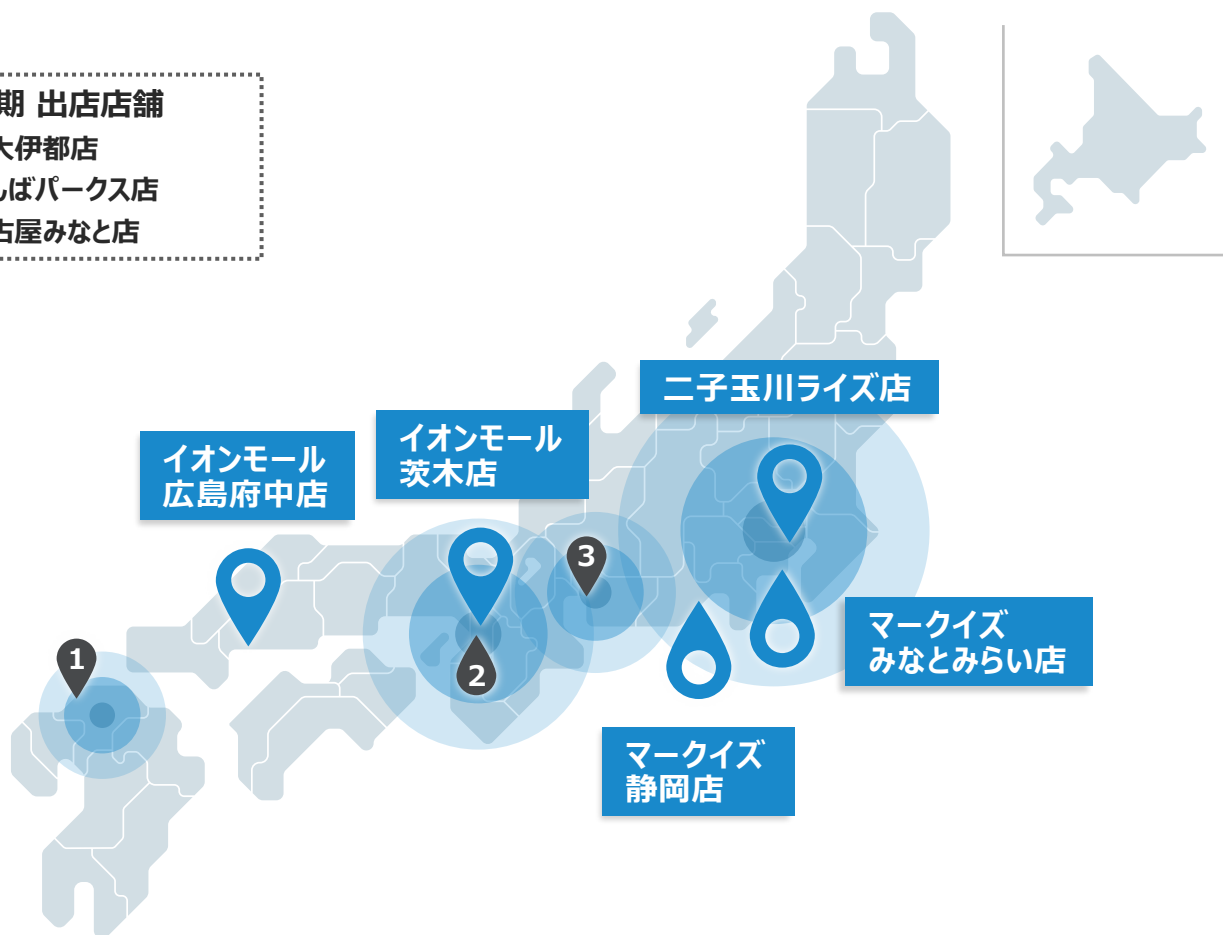 期 出店店舗
大伊都店
んばパークス店
古屋みなと店
二子玉川ライズ店
イオンモール
茨木店
イオンモール
広島府中店
3
1
2
マークイズ
みなとみらい店
マークイズ
静岡店